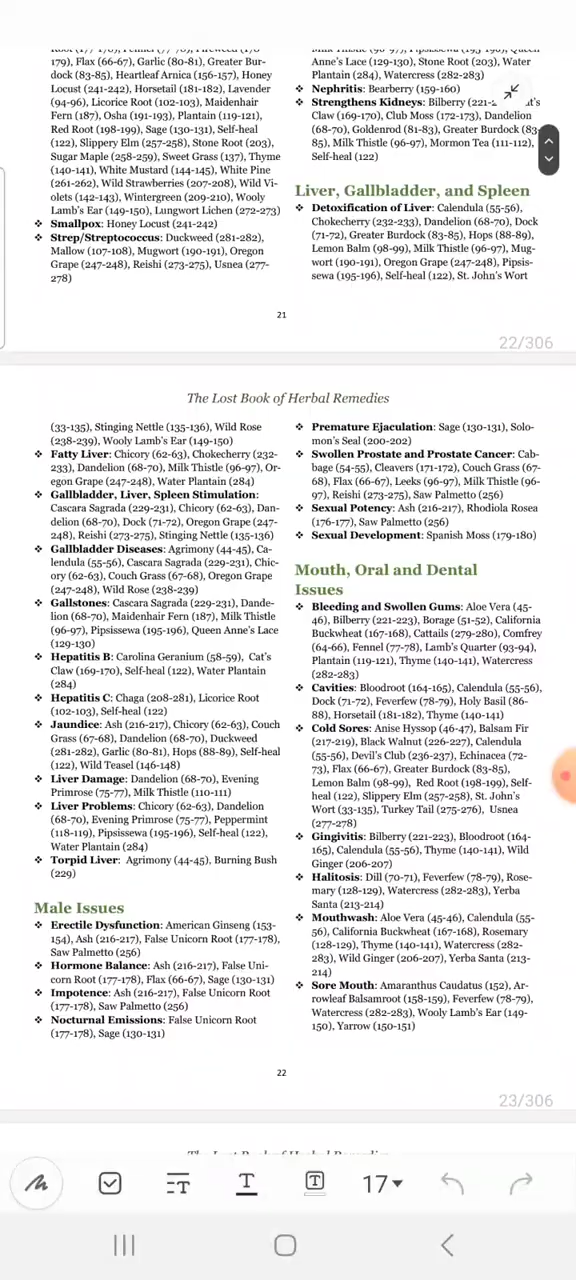 179), Flax (66-67), Garlic (80-81), Greater Bur-
dock (83-85), Heartleaf Arnica (156-157), Honey
Locust (241-242), Horsetail (181-182), Lavender
(94-96), Licorice Root (102-103), Maidenhair
Fern (187), Osha (191-193), Plantain (119-121),
Red Root (198-199), Sage (130-131), Self-heal
(122), Slippery Elm (257-258), Stone Root (203),
Sugar Maple (258-259), Sweet Grass (137), Thyme
(140-141), White Mustard (144-145), White Pine
(261-262), Wild Strawberries (207-208), Wild Vi-
olets (142-143), Wintergreen (209-210), Wooly
Lamb's Ear (149-150), Lungwort Lichen (272-273)
❖ Smallpox: Honey Locust (241-242)
❖ Strep/Streptococcus: Duckweed (281-282),
Mallow (107-108), Mugwort (190-191), Oregon
Grape (247-248), Reishi (273-275), Usnea (277-
278)
Anne's Lace (129-130), Stone Root (203), Water
Plantain (284), Watercress (282-283)
❖ Nephritis: Bearberry (159-160)
❖ Strengthens Kidneys: Bilberry (221-
Claw (169-170), Club Moss (172-173), Dandelion
(68-70), Goldenrod (81-83), Greater Burdock (83-
85), Milk Thistle (96-97), Mormon Tea (111-112),
Self-heal (122)
Liver, Gallbladder, and Spleen
❖ Detoxification of Liver: Calendula (55-56),
Chokecherry (232-233), Dandelion (68-70), Dock
(71-72), Greater Burdock (83-85), Hops (88-89),
Lemon Balm (98-99), Milk Thistle (96-97), Mug-
wort (190-191), Oregon Grape (247-248), Pipsis-
sewa (195-196), Self-heal (122), St. John's Wort
21
22/306
The Lost Book of Herbal Remedies
(33-135), Stinging Nettle (135-136), Wild Rose
(238-239), Wooly Lamb's Ear (149-150)
❖ Fatty Liver: Chicory (62-63), Chokecherry (232-
233), Dandelion (68-70), Milk Thistle (96-97), Or-
egon Grape (247-248), Water Plantain (284)
❖ Gallbladder, Liver, Spleen Stimulation:
Cascara Sagrada (229-231), Chicory (62-63), Dan-
delion (68-70), Dock (71-72), Oregon Grape (247-
248), Reishi (273-275), Stinging Nettle (135-136)
❖ Gallbladder Diseases: Agrimony (44-45), Ca-
lendula (55-56), Cascara Sagrada (229-231), Chic-
ory (62-63), Couch Grass (67-68), Oregon Grape
(247-248), Wild Rose (238-239)
❖ Gallstones: Cascara Sagrada (229-231), Dande-
lion (68-70), Maidenhair Fern (187), Milk Thistle
(96-97), Pipsissewa (195-196), Queen Anne's Lace
(129-130)
❖ Hepatitis B: Carolina Geranium (58-59), Cat's
Claw (169-170), Self-heal (122), Water Plantain
(284)
❖ Hepatitis C: Chaga (208-281), Licorice Root
(102-103), Self-heal (122)
❖ Jaundice: Ash (216-217), Chicory (62-63), Couch
Grass (67-68), Dandelion (68-70), Duckweed
(281-282), Garlic (80-81), Hops (88-89), Self-heal
(122), Wild Teasel (146-148)
❖ Liver Damage: Dandelion (68-70), Evening
Primrose (75-77), Milk Thistle (110-111)
❖ Liver Problems: Chicory (62-63), Dandelion
(68-70), Evening Primrose (75-77), Peppermint
(118-119), Pipsissewa (195-196), Self-heal (122),
Water Plantain (284)
❖ Torpid Liver: Agrimony (44-45), Burning Bush
(229)
Male Issues
❖ Erectile Dysfunction: American Ginseng (153-
154), Ash (216-217), False Unicorn Root (177-178),
Saw Palmetto (256)
❖ Hormone Balance: Ash (216-217), False Uni-
corn Root (177-178), Flax (66-67), Sage (130-131)
❖ Impotence: Ash (216-217), False Unicorn Root
(177-178), Saw Palmetto (256)
❖ Nocturnal Emissions: False Unicorn Root
(177-178), Sage (130-131)
❖ Premature Ejaculation: Sage (130-131), Solo-
mon's Seal (200-202)
❖ Swollen Prostate and Prostate Cancer: Cab-
bage (54-55), Cleavers (171-172), Couch Grass (67-
68), Flax (66-67), Leeks (96-97), Milk Thistle (96-
97), Reishi (273-275), Saw Palmetto (256)
❖ Sexual Potency: Ash (216-217), Rhodiola Rosea
(176-177), Saw Palmetto (256)
❖ Sexual Development: Spanish Moss (179-180)
Mouth, Oral and Dental
Issues
❖ Bleeding and Swollen Gums: Aloe Vera (45-
46), Bilberry (221-223), Borage (51-52), California
Buckwheat (167-168), Cattails (279-280), Comfrey
(64-66), Fennel (77-78), Lamb's Quarter (93-94),
Plantain (119-121), Thyme (140-141), Watercress
(282-283)
❖ Cavities: Bloodroot (164-165), Calendula (55-56),
Dock (71-72), Feverfew (78-79), Holy Basil (86-
88), Horsetail (181-182), Thyme (140-141)
❖ Cold Sores: Anise Hyssop (46-47), Balsam Fir
(217-219), Black Walnut (226-227), Calendula
(55-56), Devil's Club (236-237), Echinacea (72-
73), Flax (66-67), Greater Burdock (83-85),
Lemon Balm (98-99), Red Root (198-199), Self-
heal (122), Slippery Elm (257-258), St. John's
Wort (33-135), Turkey Tail (275-276), Usnea
(277-278)
❖ Gingivitis: Bilberry (221-223), Bloodroot (164-
165), Calendula (55-56), Thyme (140-141), Wild
Ginger (206-207)
❖ Halitosis: Dill (70-71), Feverfew (78-79), Rose-
mary (128-129), Watercress (282-283), Yerba
Santa (213-214)
❖ Mouthwash: Aloe Vera (45-46), Calendula (55-
56), California Buckwheat (167-168), Rosemary
(128-129), Thyme (140-141), Watercress (282-
283), Wild Ginger (206-207), Yerba Santa (213-
214)
❖ Sore Mouth: Amaranthus Caudatus (152), Ar-
rowleaf Balsamroot (158-159), Feverfew (78-79),
Watercress (282-283), Wooly Lamb's Ear (149-
150), Yarrow (150-151)
22
23/306
17